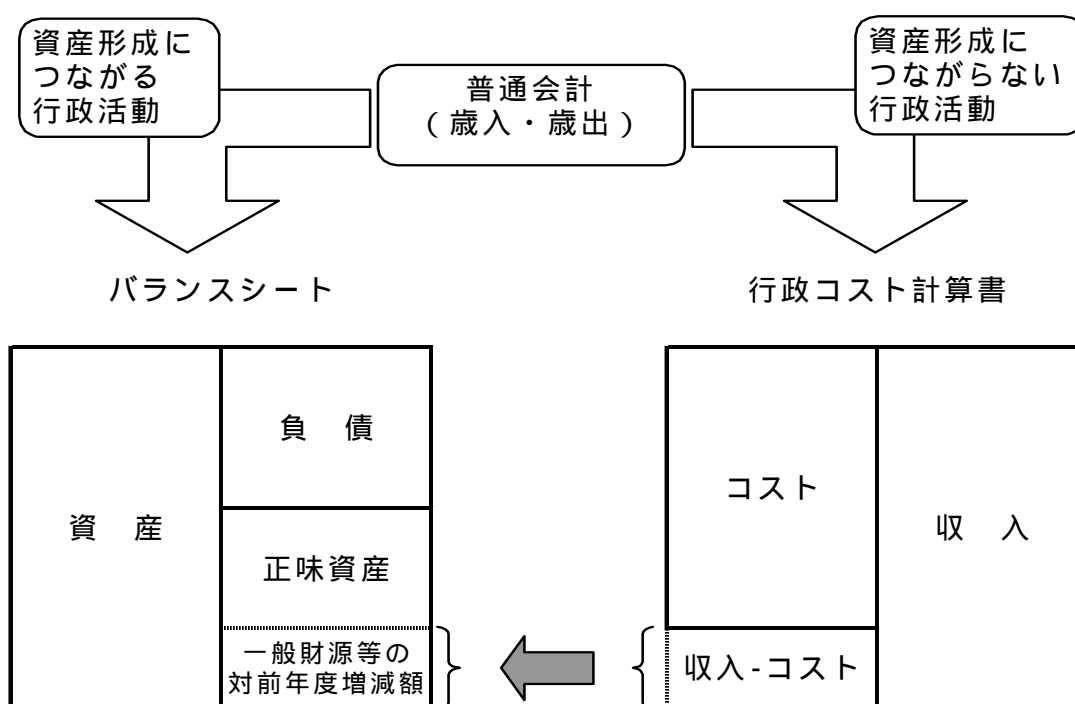 資産形成に
つながる
行政活動
普通会計
（歳入・歳出）
資産形成に
つながらない
行政活動
バランスシート
行政コスト計算書
資　産
負　債
正味資産
一般財源等の
対前年度増減額
コスト
収入-コスト
収　入